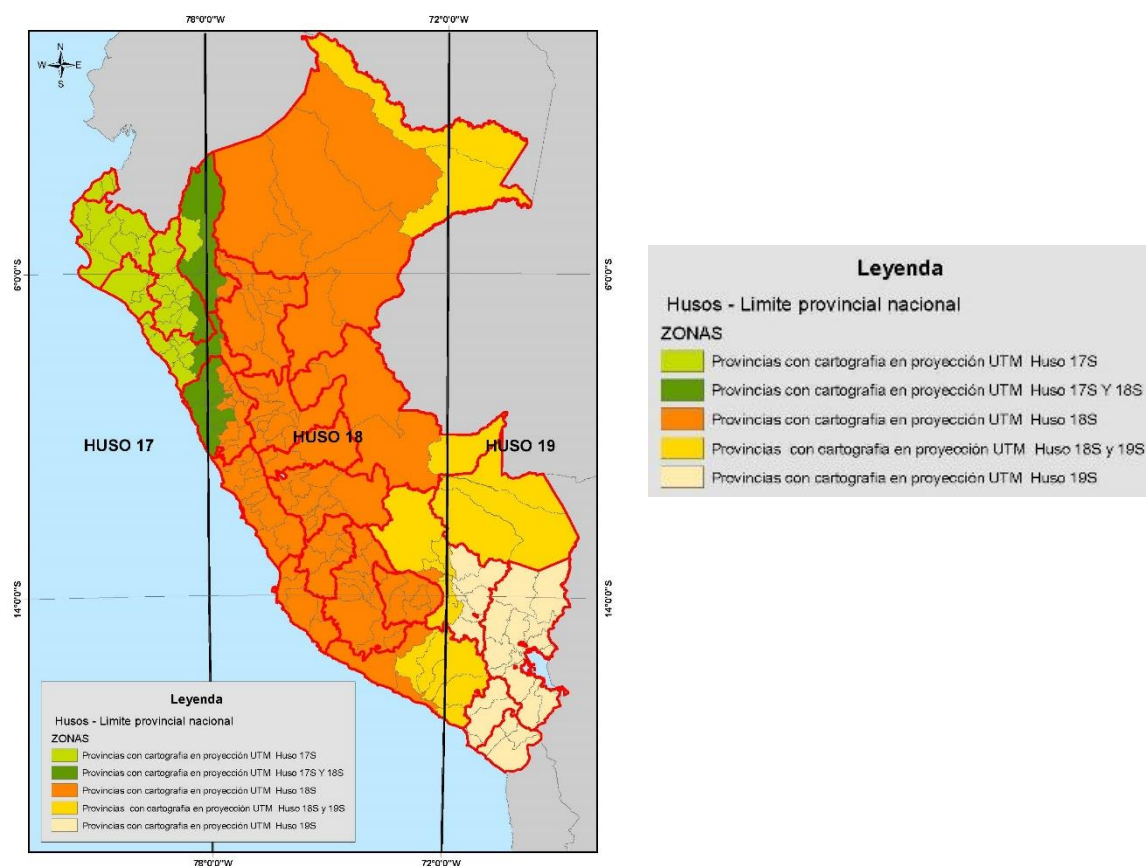 78°0'0"W
72°0'0"W
N
W E
S
6°0'0"S
6°0'0"S
HUSO 17
HUSO 18
HUSO 19
14°0'0"S
14°0'0"S
Leyenda
Husos - Limite provincial nacional
ZONAS
Provincias con cartografia en proyección UTM Huso 17S
Provincias con cartografia en proyección UTM Huso 17S Y 18S
Provincias con cartografia en proyección UTM Huso 18S
Provincias con cartografia en proyección UTM Huso 18S y 19S
Provincias con cartografia en proyección UTM Huso 19S
78°0'0"W
72°0'0"W
Leyenda
Husos - Limite provincial nacional
ZONAS
Provincias con cartografia en proyección UTM Huso 17S
Provincias con cartografia en proyección UTM Huso 17S Y 18S
Provincias con cartografia en proyección UTM Huso 18S
Provincias con cartografia en proyección UTM Huso 18S y 19S
Provincias con cartografia en proyección UTM Huso 19S